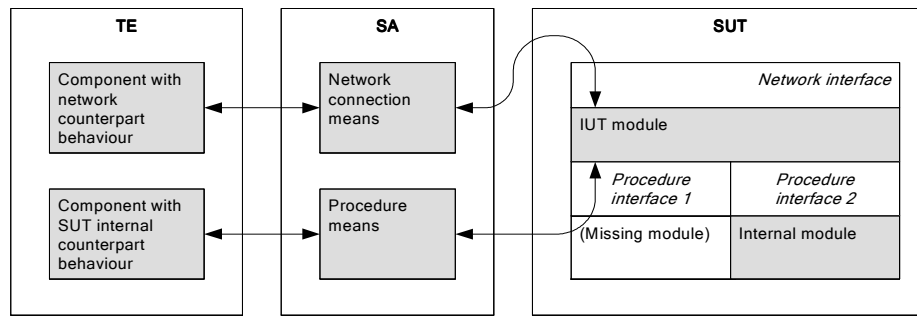 TE
Component with
network
counterpart
behaviour
Component with
SUT internal
counterpart
behaviour
SA
Network
connection
means
Procedure
means
SUT
Network interface
IUT module
Procedure
interface 1
Procedure
interface 2
(Missing module)
Internal module